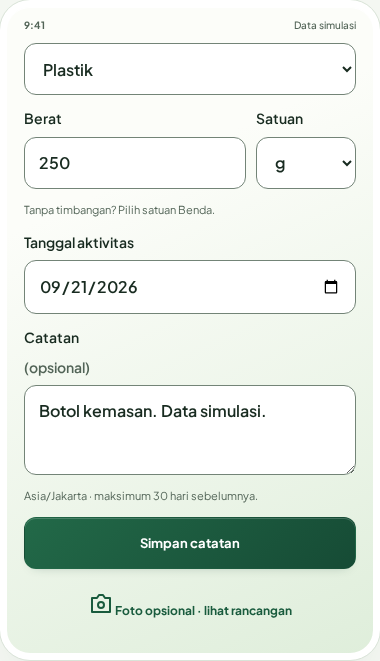 9:41 Data simulasi
Plastik
Berat Satuan
250 g
Tanpa timbangan? Pilih satuan Benda.
Tanggal aktivitas
09/21/2026
Catatan
(opsional)
Botol kemasan. Data simulasi.
Asia/Jakarta · maksimum 30 hari sebelumnya.
Simpan catatan
Foto opsional · lihat rancangan